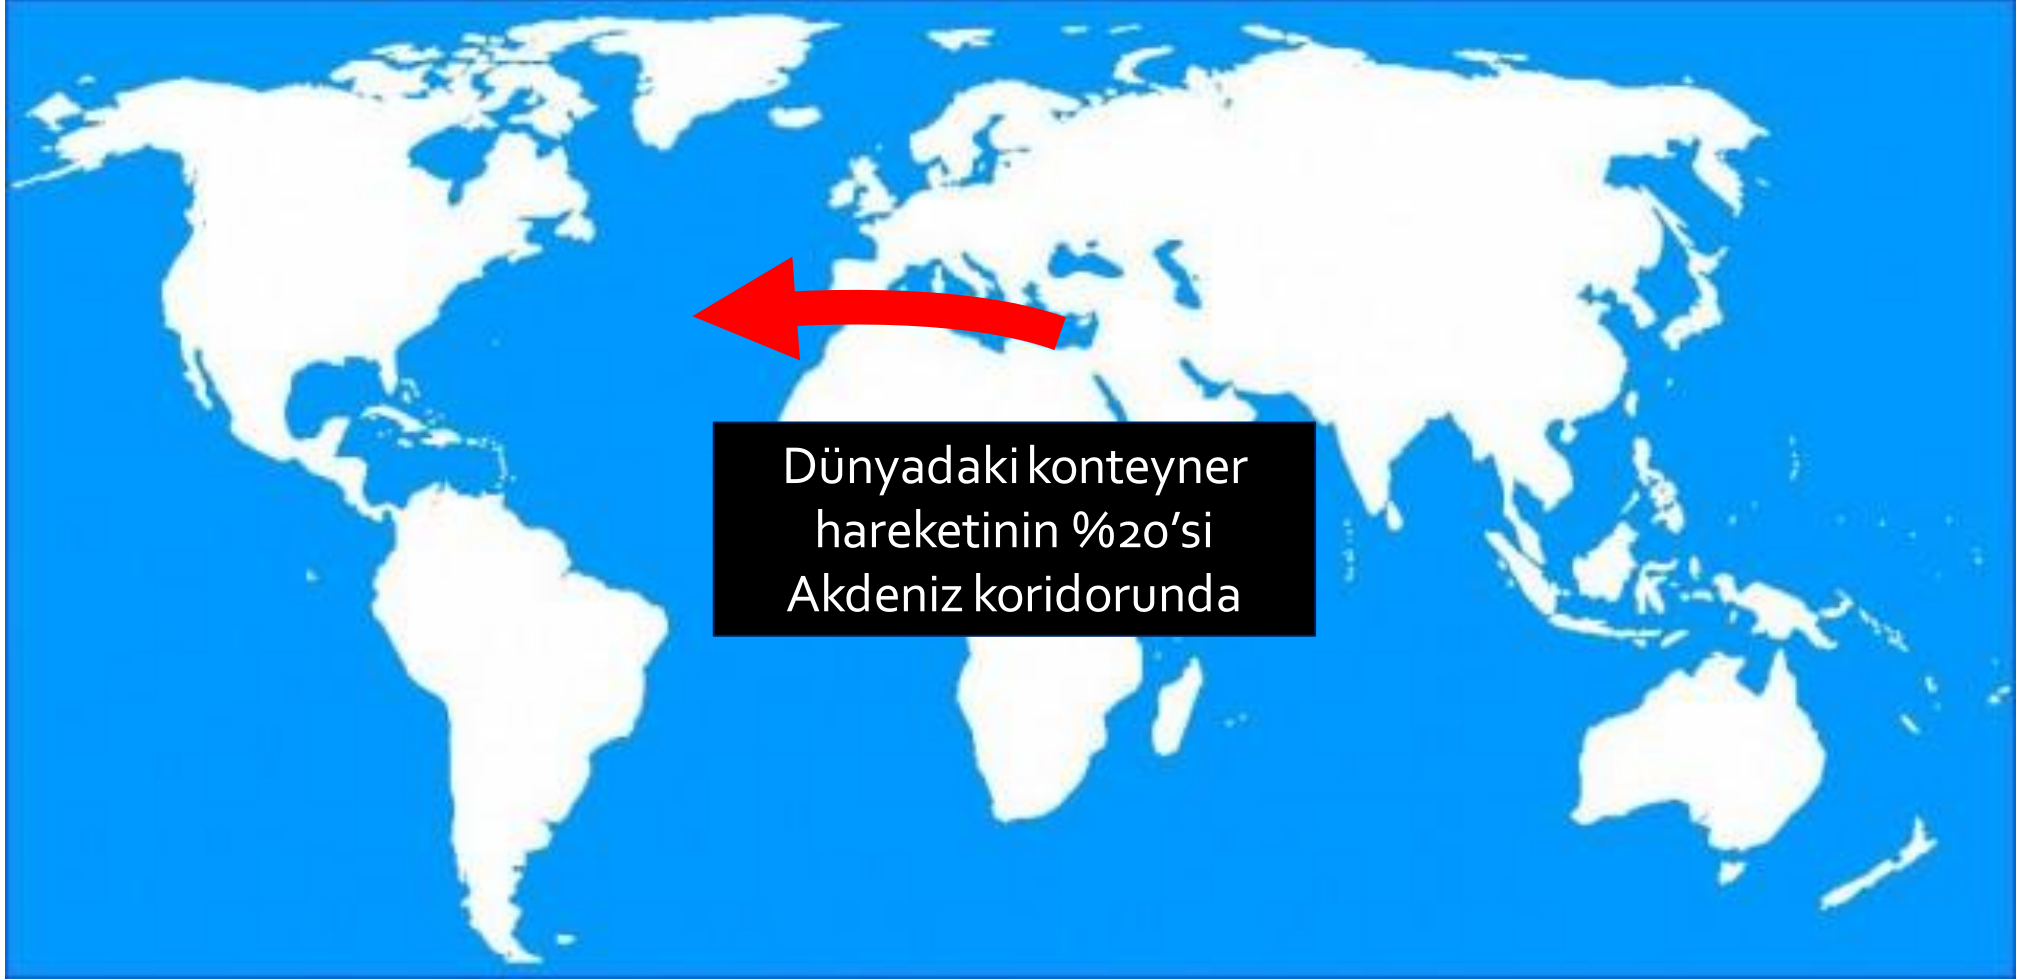 Dünyadaki konteyner
hareketinin %20’si
Akdeniz koridorunda